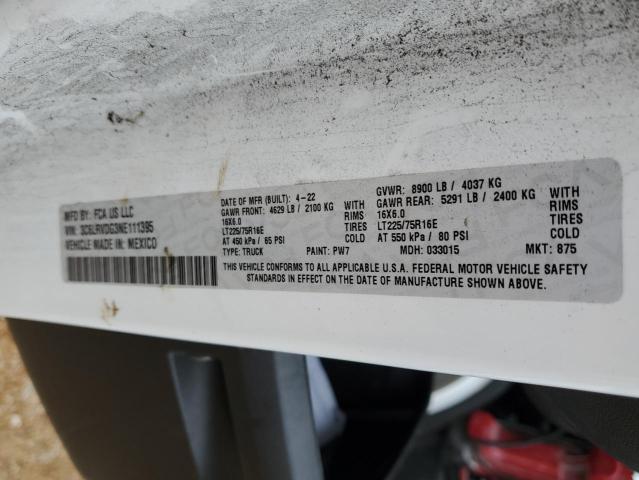 MFD BY: FCA US LLC
VIN: 3C6LRVDG3NE111395
VEHICLE MADE IN: MEXICO
DATE OF MFR (BUILT): 4-22
GAWR FRONT: 4629 LB / 2100 KG
16X6.0 WITH RIMS
LT225/75R16E TIRES
AT 450 kPa / 65 PSI COLD
TYPE: TRUCK PAINT: PW7
GVWR: 8900 LB / 4037 KG
GAWR REAR: 5291 LB / 2400 KG
16X6.0 WITH RIMS
LT225/75R16E TIRES
AT 550 kPa / 80 PSI COLD
MDH: 033015 MKT: 875
THIS VEHICLE CONFORMS TO ALL APPLICABLE U.S.A. FEDERAL MOTOR VEHICLE SAFETY
STANDARDS IN EFFECT ON THE DATE OF MANUFACTURE SHOWN ABOVE.